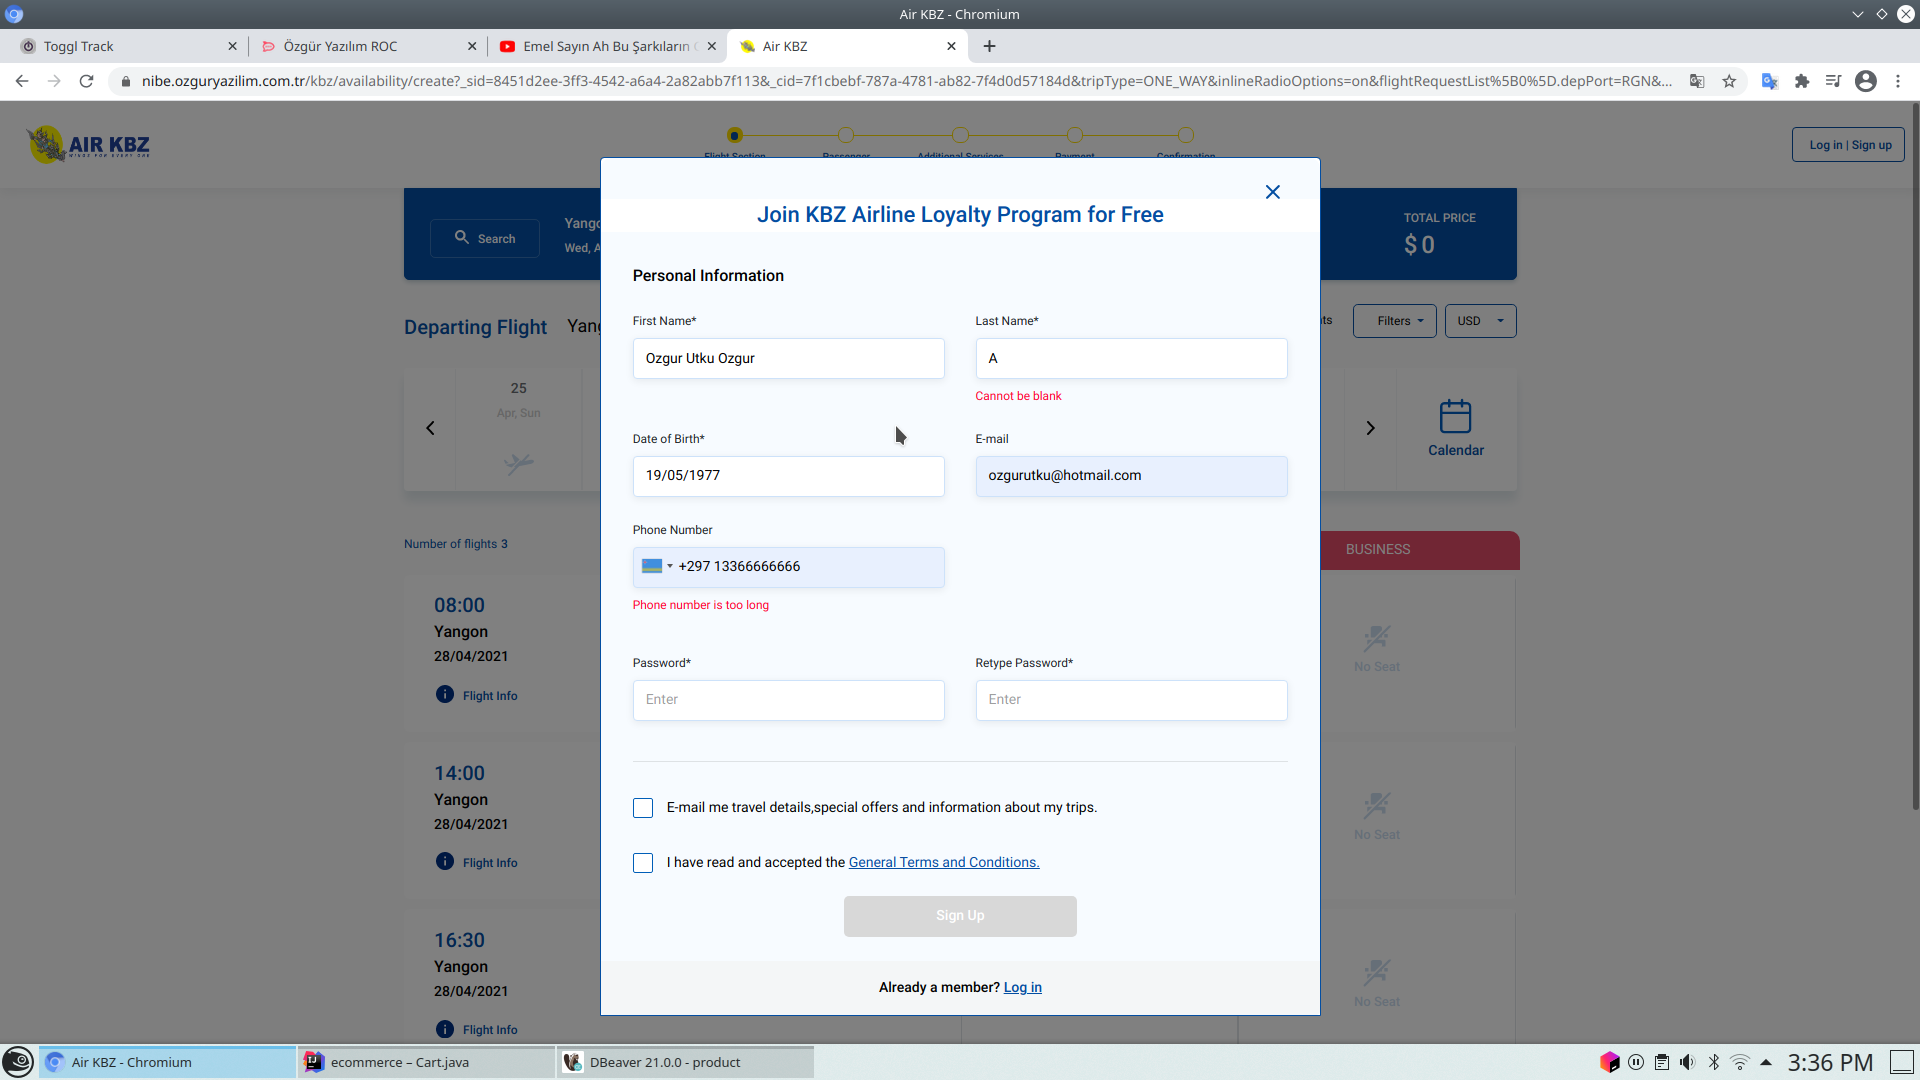 Air KBZ - Chromium
Toggl Track
Özgür Yazılım ROC
Emel Sayın Ah Bu Şarkıların
Air KBZ
nibe.ozguryazilim.com.tr/kbz/availability/create?_sid=8451d2ee-3ff3-4542-a6a4-2a82abb7f113&_cid=7f1cbebf-787a-4781-ab82-7f4d0d57184d&tripType=ONE_WAY&inlineRadioOptions=on&flightRequestList%5B0%5D.depPort=RGN&...
AIR KBZ
WINGS FOR EVERY ONE
Flight Section
Passenger
Additional Services
Payment
Confirmation
Log in | Sign up
Search
Yango
Wed, A
TOTAL PRICE
$ 0
Join KBZ Airline Loyalty Program for Free
Personal Information
First Name*
Last Name*
Ozgur Utku Ozgur
A
Cannot be blank
Date of Birth*
E-mail
19/05/1977
ozgurutku@hotmail.com
Phone Number
+297 13366666666
Phone number is too long
Password*
Retype Password*
Enter
Enter
E-mail me travel details,special offers and information about my trips.
I have read and accepted the General Terms and Conditions.
Sign Up
Already a member? Log in
Departing Flight
Yang
ts
Filters
USD
25
Apr, Sun
Calendar
Number of flights 3
BUSINESS
08:00
Yangon
28/04/2021
Flight Info
No Seat
14:00
Yangon
28/04/2021
Flight Info
No Seat
16:30
Yangon
28/04/2021
Flight Info
No Seat
Air KBZ - Chromium
ecommerce – Cart.java
DBeaver 21.0.0 - product
3:36 PM